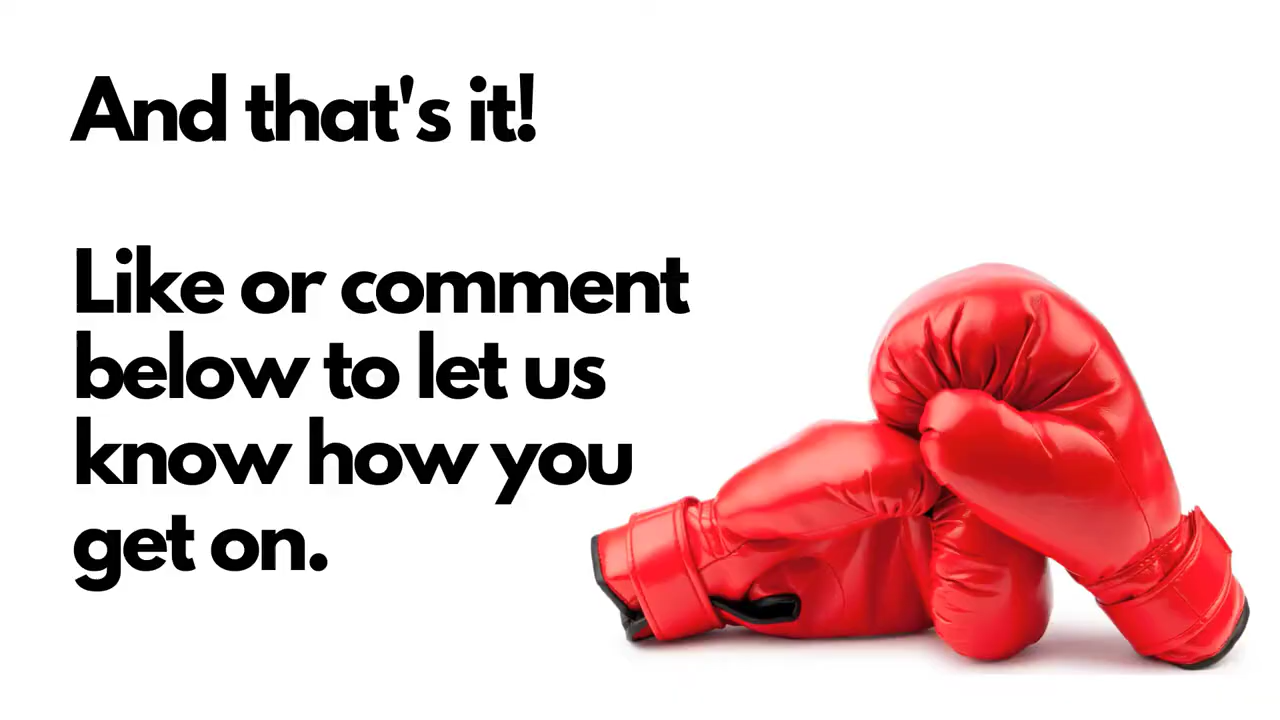 And that's it!
Like or comment
below to let us
know how you
get on.